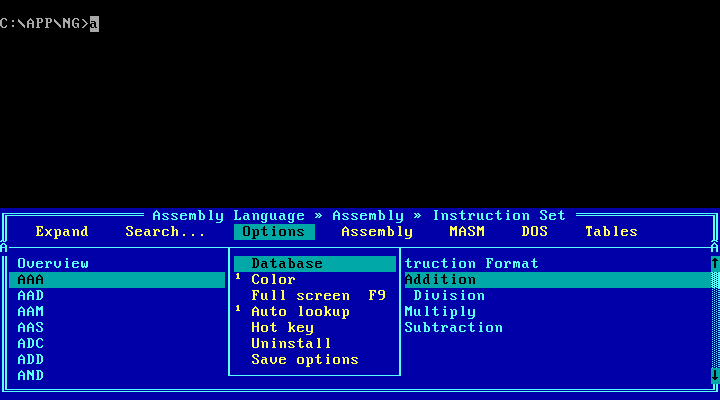 C:\APP\NG>a
Assembly Language » Assembly » Instruction Set
Expand Search... Options Assembly MASM DOS Tables
Overview Database truction Format
AAA ¹ Color Addition
AAD Full screen F9 Division
AAM ¹ Auto lookup Multiply
AAS Hot key Subtraction
ADC Uninstall
ADD Save options
AND